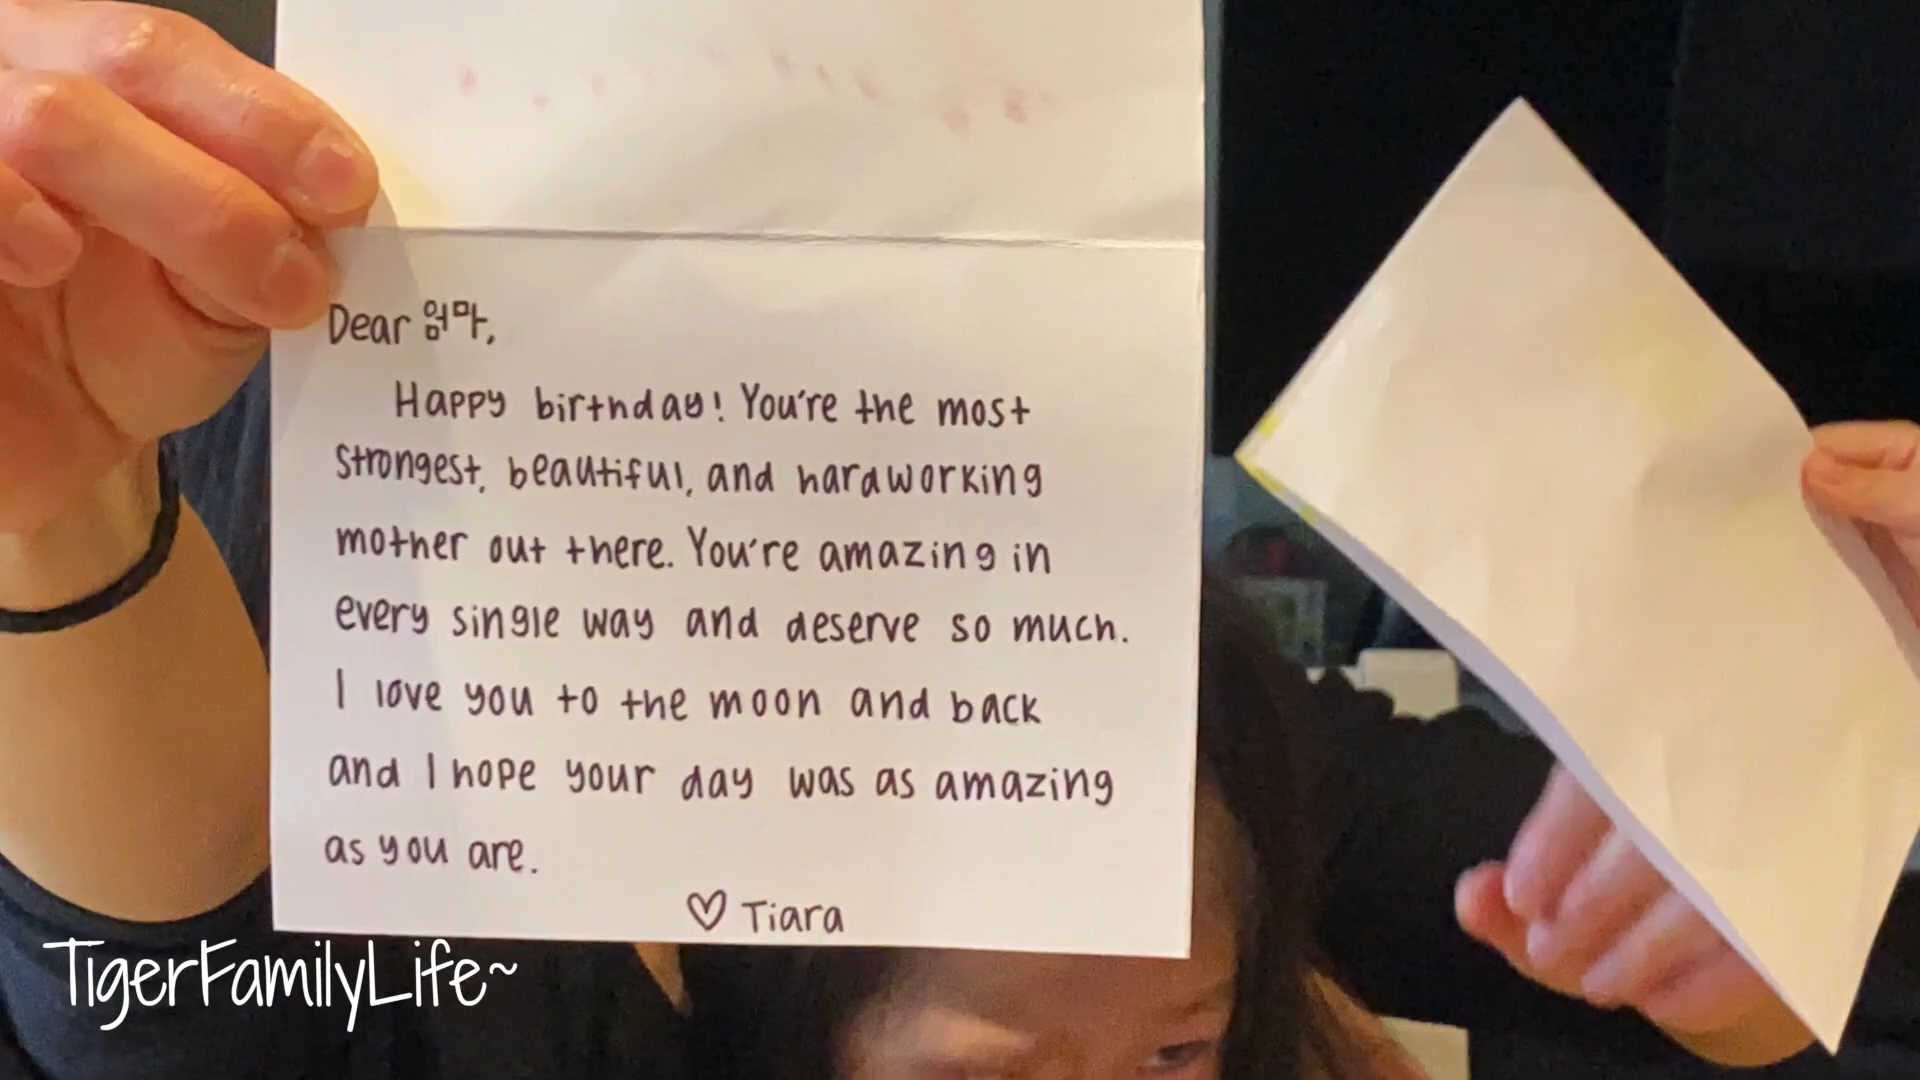 Dear 엄마,
Happy birthday! You're the most
strongest, beautiful, and hardworking
mother out there. You're amazing in
every single way and deserve so much.
I love you to the moon and back
and I hope your day was as amazing
as you are.
♡ Tiara
TigerFamilyLife~